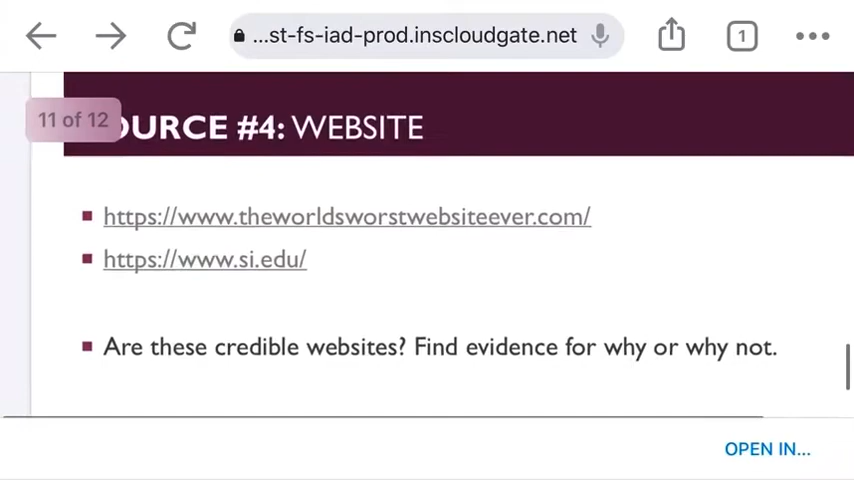 ...st-fs-iad-prod.inscloudgate.net
1
11 of 12
OURCE #4: WEBSITE
https://www.theworldsworstwebsiteever.com/
https://www.si.edu/
Are these credible websites? Find evidence for why or why not.
OPEN IN...